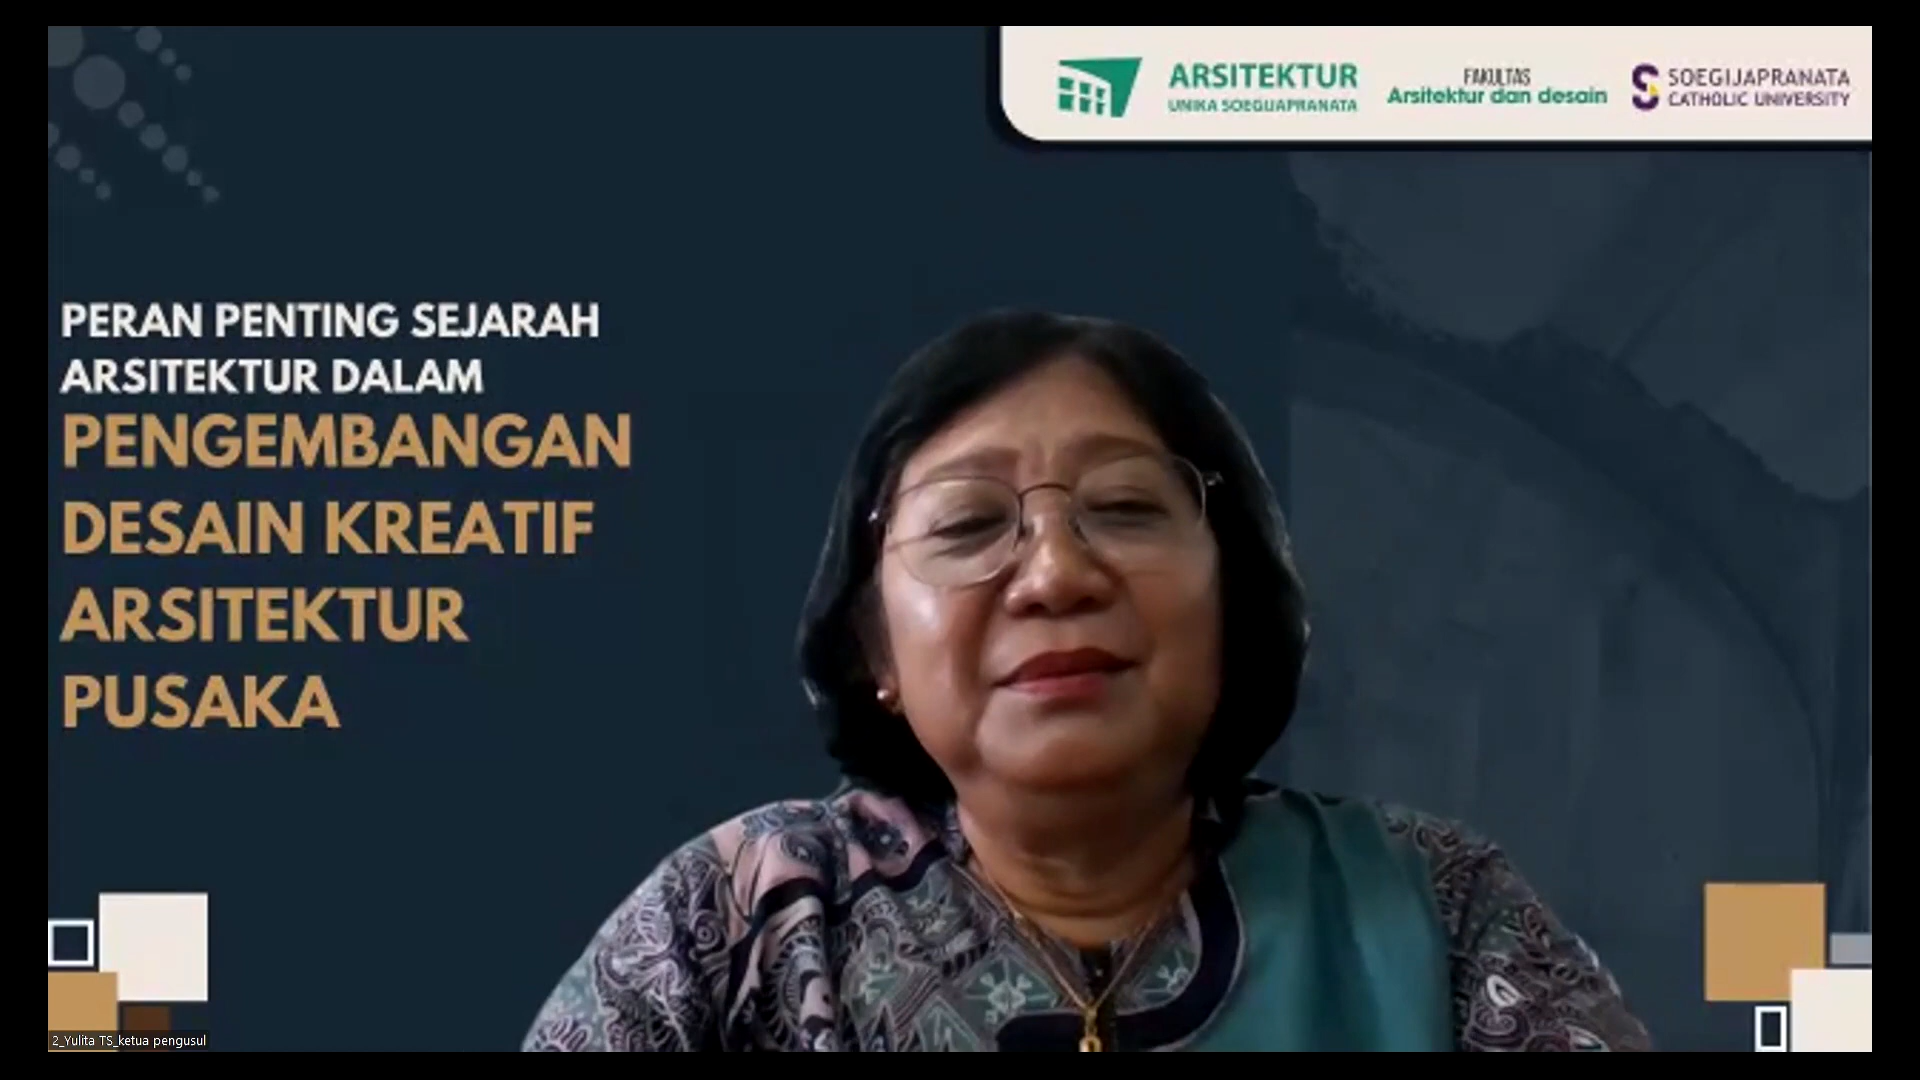 ARSITEKTUR
UNIKA SOEGIJAPRANATA
FAKULTAS
Arsitektur dan desain
SOEGIJAPRANATA
CATHOLIC UNIVERSITY
PERAN PENTING SEJARAH
ARSITEKTUR DALAM
PENGEMBANGAN
DESAIN KREATIF
ARSITEKTUR
PUSAKA
2_Yulita TS_ketua pengusul